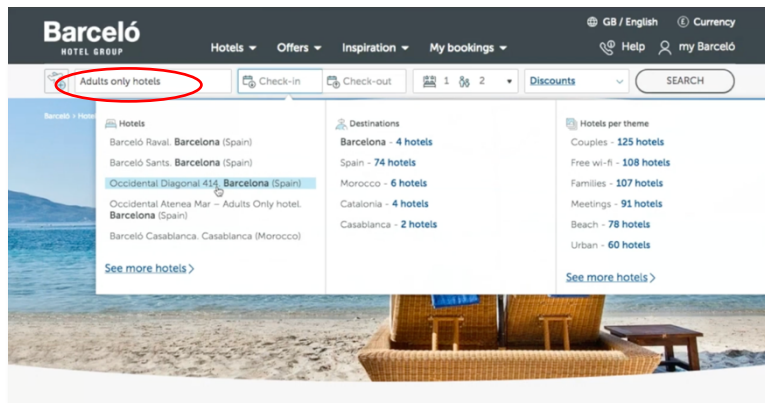 GB / English
Currency
Barceló
HOTEL GROUP
Hotels
Offers
Inspiration
My bookings
Help
my Barceló
Adults only hotels
Check-in
Check-out
1
2
Discounts
SEARCH
Barceló > Hotel
Hotels
Barceló Raval. Barcelona (Spain)
Barceló Sants. Barcelona (Spain)
Occidental Diagonal 414. Barcelona (Spain)
Occidental Atenea Mar – Adults Only hotel.
Barcelona (Spain)
Barceló Casablanca. Casablanca (Morocco)
See more hotels >
Destinations
Barcelona - 4 hotels
Spain - 74 hotels
Morocco - 6 hotels
Catalonia - 4 hotels
Casablanca - 2 hotels
Hotels per theme
Couples - 125 hotels
Free wi-fi - 108 hotels
Families - 107 hotels
Meetings - 91 hotels
Beach - 78 hotels
Urban - 60 hotels
See more hotels >